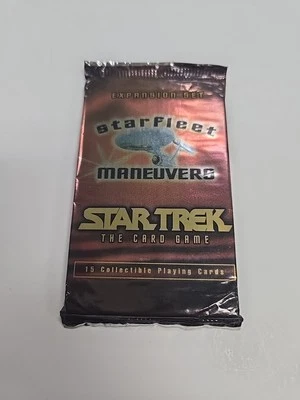 EXPANSION SET
starfleet
MANEUVERS
STAR TREK
THE CARD GAME
15 Collectible Playing Cards